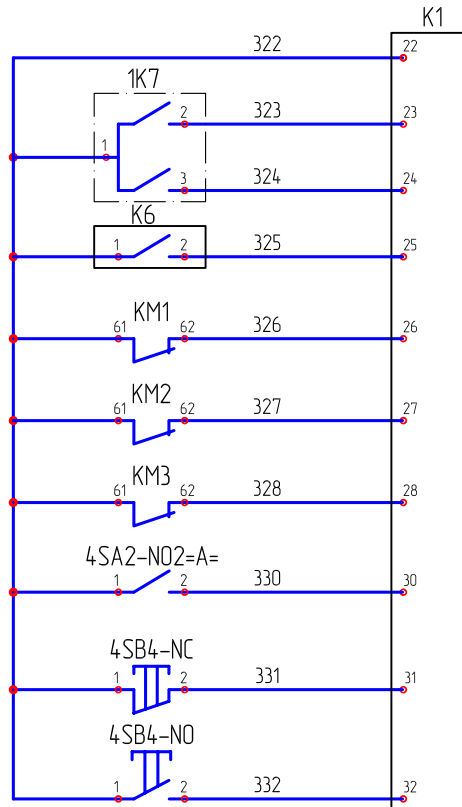 K1
322 22
1K7
1 2 323 23
3 324 24
K6
1 2 325 25
KM1
61 62 326 26
KM2
61 62 327 27
KM3
61 62 328 28
4SA2-NO2=A=
1 2 330 30
4SB4-NC
1 2 331 31
4SB4-NO
1 2 332 32